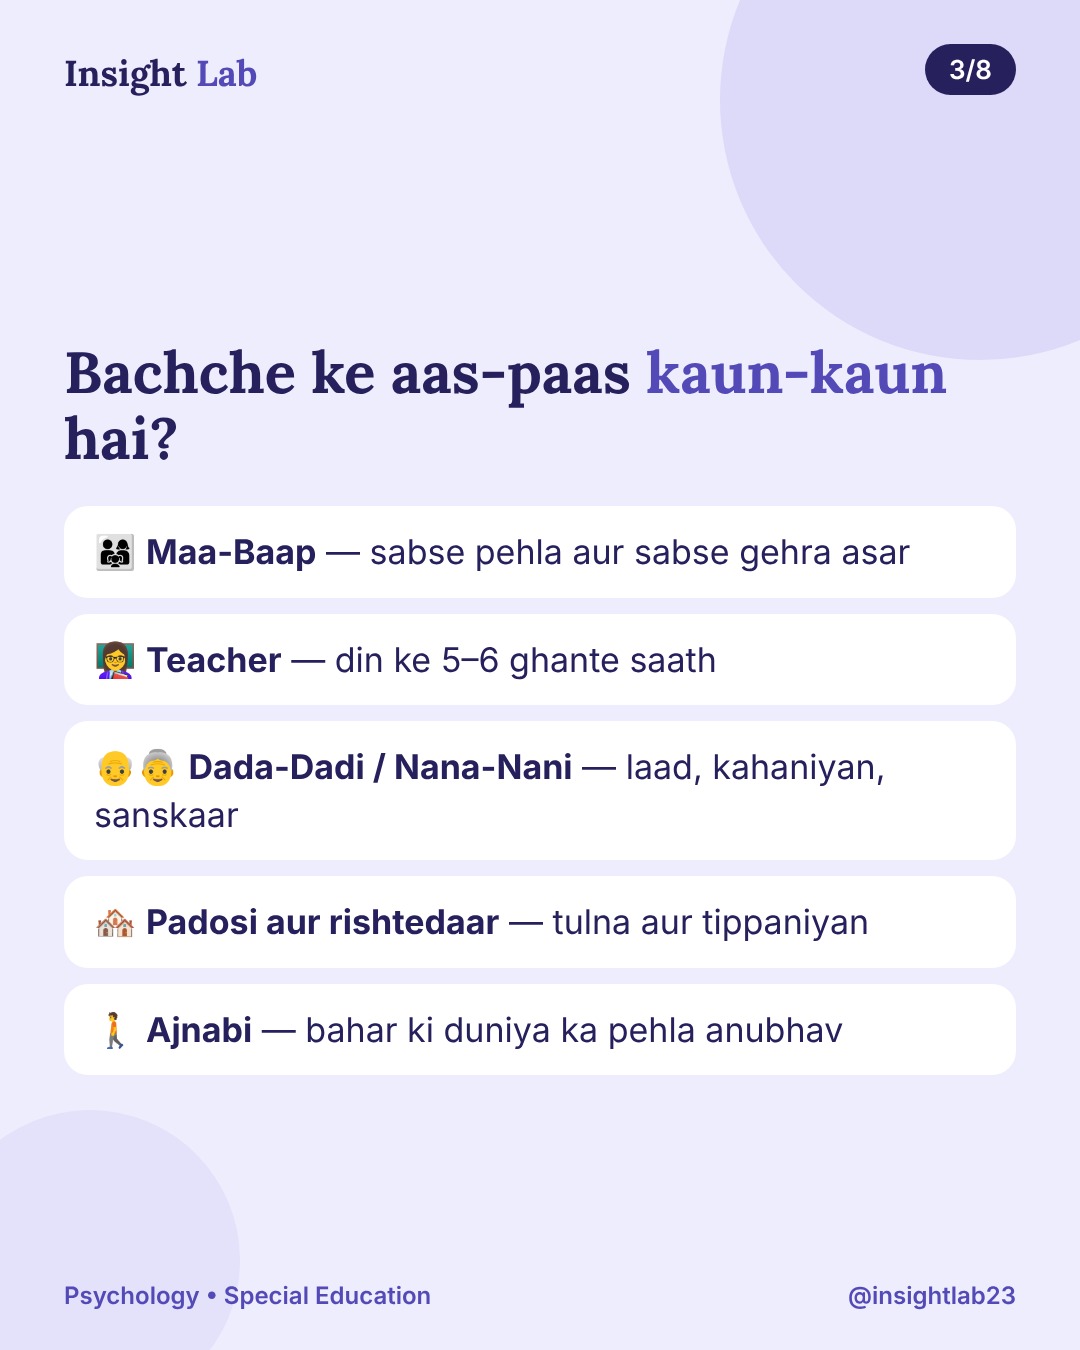 Insight Lab
3/8
Bachche ke aas-paas kaun-kaun
hai?
👨‍👩‍👦 Maa-Baap — sabse pehla aur sabse gehra asar
👩‍🏫 Teacher — din ke 5–6 ghante saath
👴👵 Dada-Dadi / Nana-Nani — laad, kahaniyan,
sanskaar
🏘️ Padosi aur rishtedaar — tulna aur tippaniyan
🚶 Ajnabi — bahar ki duniya ka pehla anubhav
Psychology • Special Education
@insightlab23